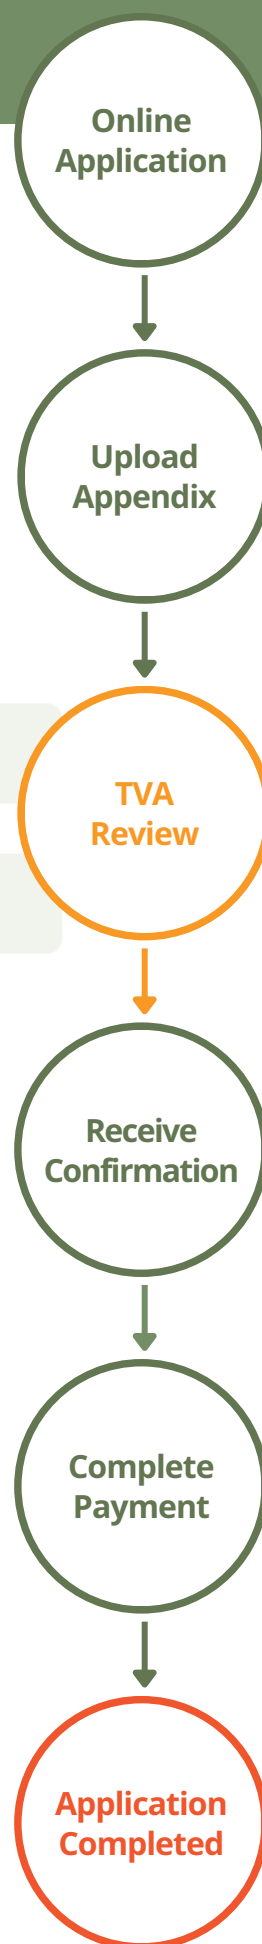 Online
Application
Upload
Appendix
TVA
Review
Receive
Confirmation
Complete
Payment
Application
Completed